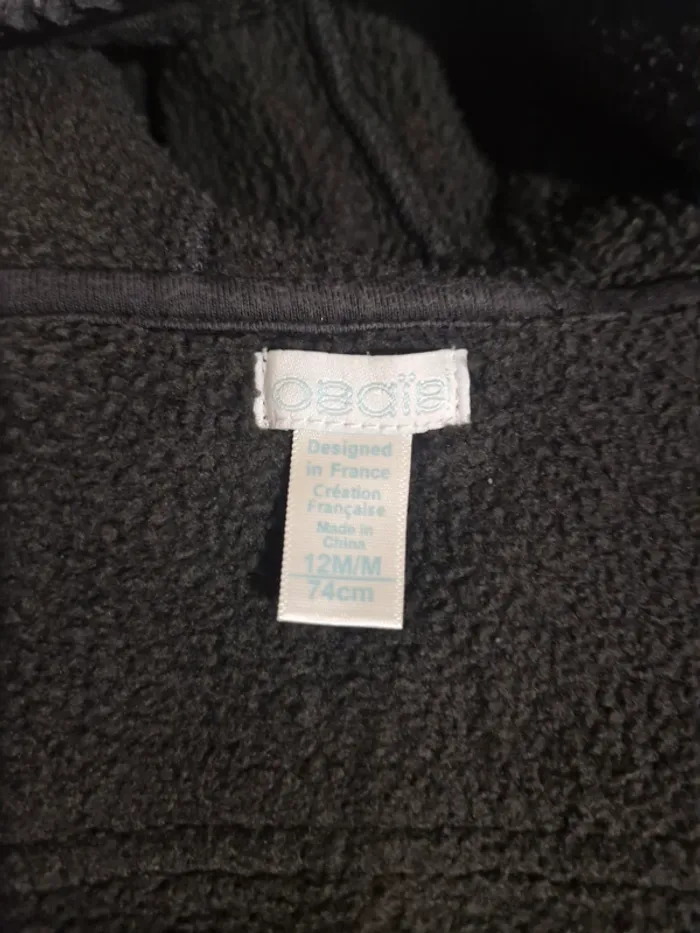 obaïbi
Designed
in France
Création
Française
Made in
China
12M/M
74cm